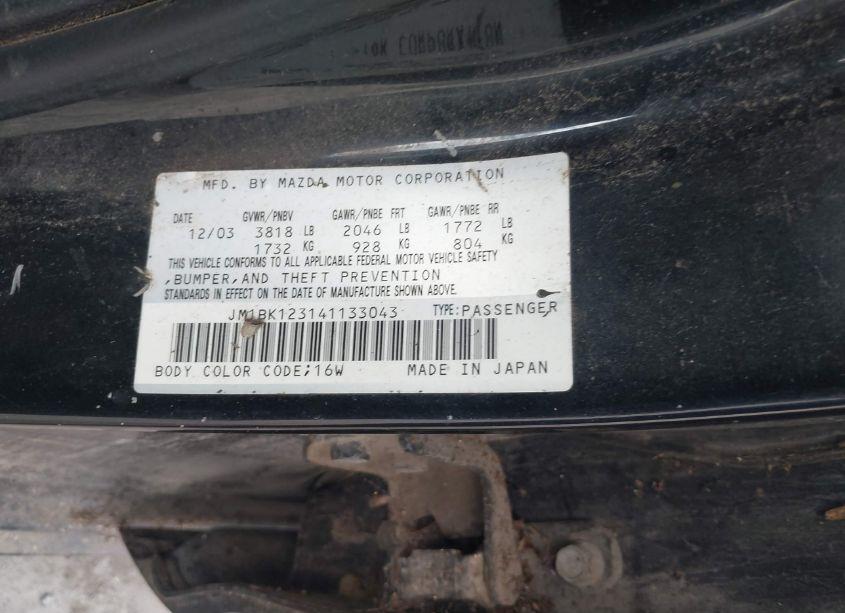 MFD. BY MAZDA MOTOR CORPORATION
DATE GVWR/PNBV GAWR/PNBE FRT GAWR/PNBE RR
12/03 3818 LB 2046 LB 1772 LB
1732 KG 928 KG 804 KG
THIS VEHICLE CONFORMS TO ALL APPLICABLE FEDERAL MOTOR VEHICLE SAFETY
,BUMPER,AND THEFT PREVENTION
STANDARDS IN EFFECT ON THE DATE OF MANUFACTURE SHOWN ABOVE.
JM1BK123141133043 TYPE:PASSENGER
BODY COLOR CODE;16W MADE IN JAPAN